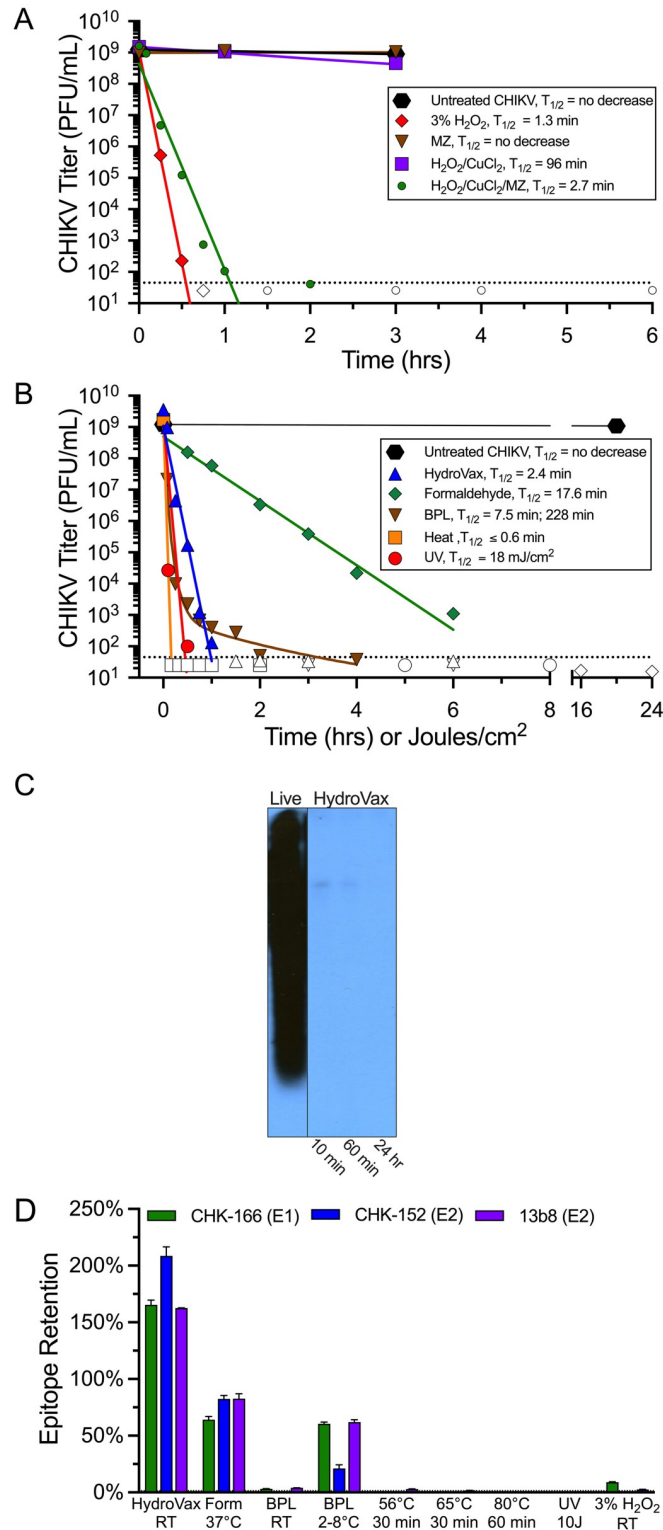 A
CHIKV Titer (PFU/mL)
10^10
10^9
10^8
10^7
10^6
10^5
10^4
10^3
10^2
10^1
Untreated CHIKV, T1/2 = no decrease
3% H2O2, T1/2 = 1.3 min
MZ, T1/2 = no decrease
H2O2/CuCl2, T1/2 = 96 min
H2O2/CuCl2/MZ, T1/2 = 2.7 min
0 1 2 3 4 5 6
Time (hrs)
B
CHIKV Titer (PFU/mL)
10^10
10^9
10^8
10^7
10^6
10^5
10^4
10^3
10^2
10^1
Untreated CHIKV, T1/2 = no decrease
HydroVax, T1/2 = 2.4 min
Formaldehyde, T1/2 = 17.6 min
BPL, T1/2 = 7.5 min; 228 min
Heat ,T1/2 ≤ 0.6 min
UV, T1/2 = 18 mJ/cm^2
0 2 4 6 8 16 24
Time (hrs) or Joules/cm^2
C
Live HydroVax
10 min 60 min 24 hr
D
CHK-166 (E1) CHK-152 (E2) 13b8 (E2)
Epitope Retention
250%
200%
150%
100%
50%
0%
HydroVax Form BPL BPL 56°C 65°C 80°C UV 3% H2O2
RT 37°C RT 2-8°C 30 min 30 min 60 min 10J RT